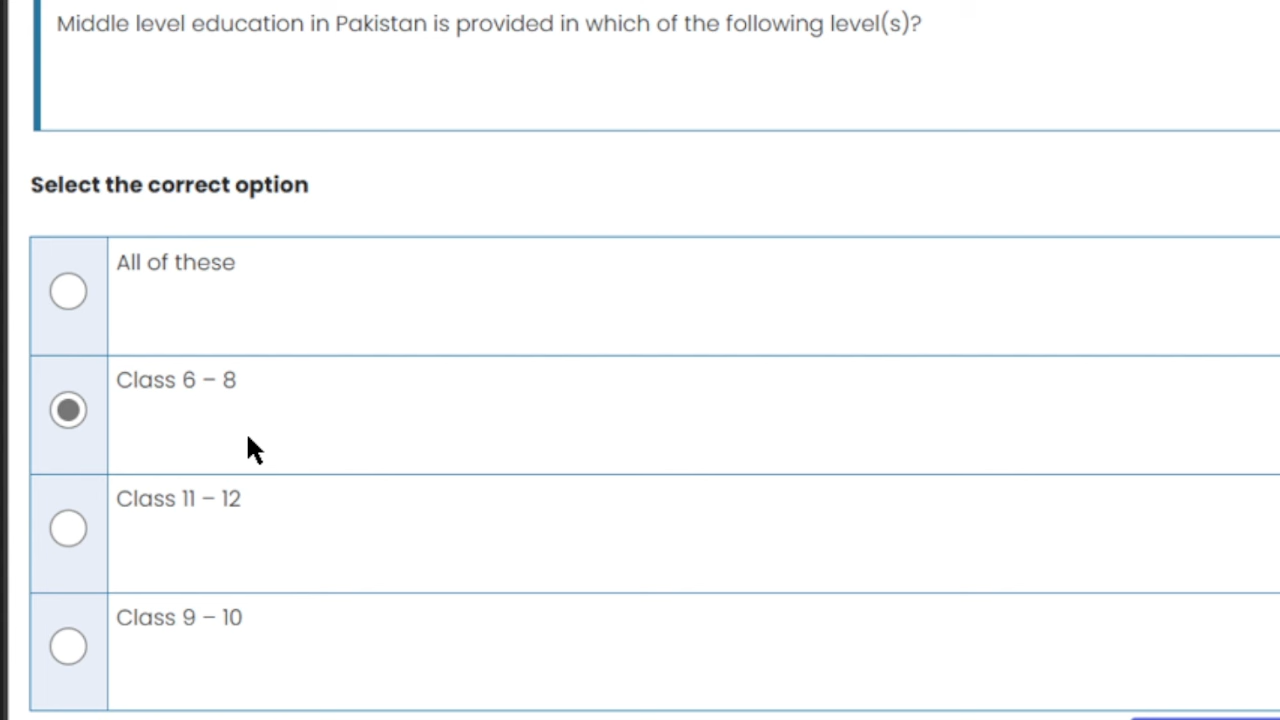 Middle level education in Pakistan is provided in which of the following level(s)?
Select the correct option
All of these
Class 6 – 8
Class 11 – 12
Class 9 – 10